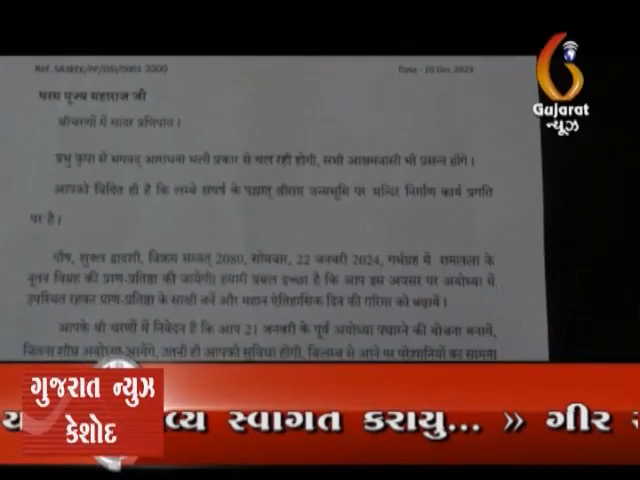 Ref. SRJBTK/PP/DSI/0001 3200
Date - 20 Dec 2023
Gujarat
ન્યૂઝ
परम पूज्य महाराज जी
श्रीचरणों में सादर प्रणिपात।
प्रभु कृपा से भगवद् आराधना भली प्रकार से चल रही होगी, सभी आश्रमवासी भी प्रसन्न होंगे।
आपको विदित ही है कि लम्बे संघर्ष के पश्चात् श्रीराम जन्मभूमि पर मन्दिर निर्माण कार्य प्रगति
पर है।
पौष, शुक्ल द्वादशी, विक्रम सम्वत् 2080, सोमवार, 22 जनवरी 2024, गर्भगृह में रामलला के
नूतन विग्रह की प्राण-प्रतिष्ठा की जायेगी। हमारी प्रबल इच्छा है कि आप इस अवसर पर अयोध्या में
उपस्थित रहकर प्राण-प्रतिष्ठा के साक्षी बनें और महान ऐतिहासिक दिन की गरिमा को बढ़ायें।
आपके श्री चरणों में निवेदन है कि आप 21 जनवरी के पूर्व अयोध्या पधारने की योजना बनायें,
जितना शीघ्र अयोध्या आयेंगे, उतनी ही आपको सुविधा होगी, विलम्ब से आने पर परेशानियों का सामना
ગુજરાત ન્યુઝ
કેશોદ
વ્ય સ્વાગત કરાયુ... » ગીર